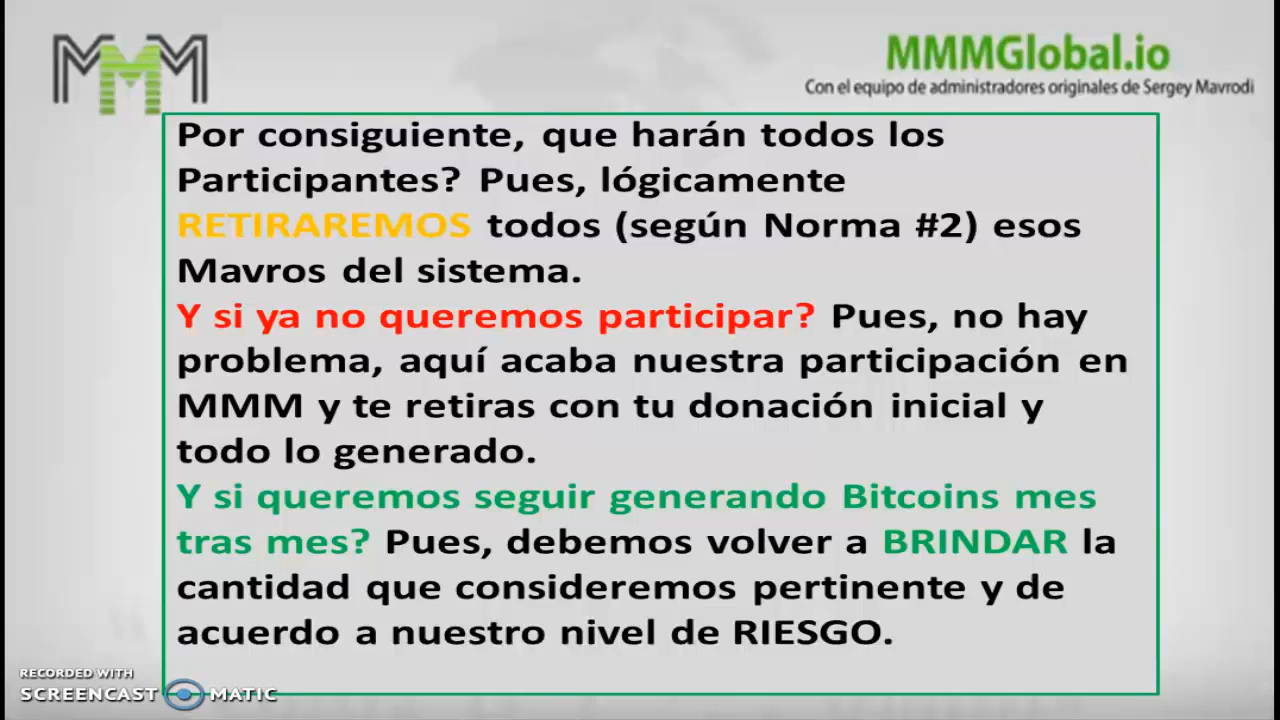 MMM
MMMGlobal.io
Con el equipo de administradores originales de Sergey Mavrodi
Por consiguiente, que harán todos los
Participantes? Pues, lógicamente
RETIRAREMOS todos (según Norma #2) esos
Mavros del sistema.
Y si ya no queremos participar? Pues, no hay
problema, aquí acaba nuestra participación en
MMM y te retiras con tu donación inicial y
todo lo generado.
Y si queremos seguir generando Bitcoins mes
tras mes? Pues, debemos volver a BRINDAR la
cantidad que consideremos pertinente y de
acuerdo a nuestro nivel de RIESGO.
RECORDED WITH
SCREENCAST MATIC